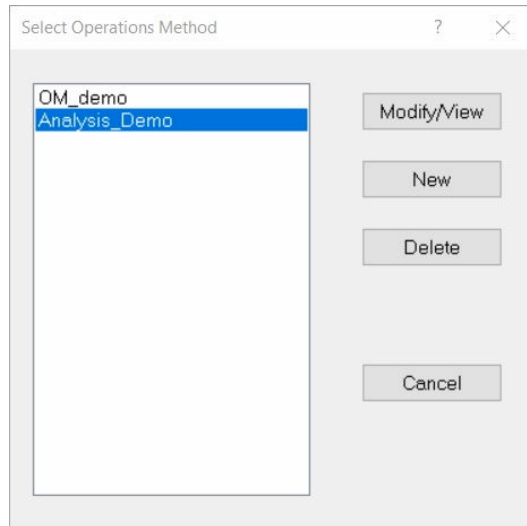 Select Operations Method ?
OM_demo
Analysis_Demo
Modify/View
New
Delete
Cancel